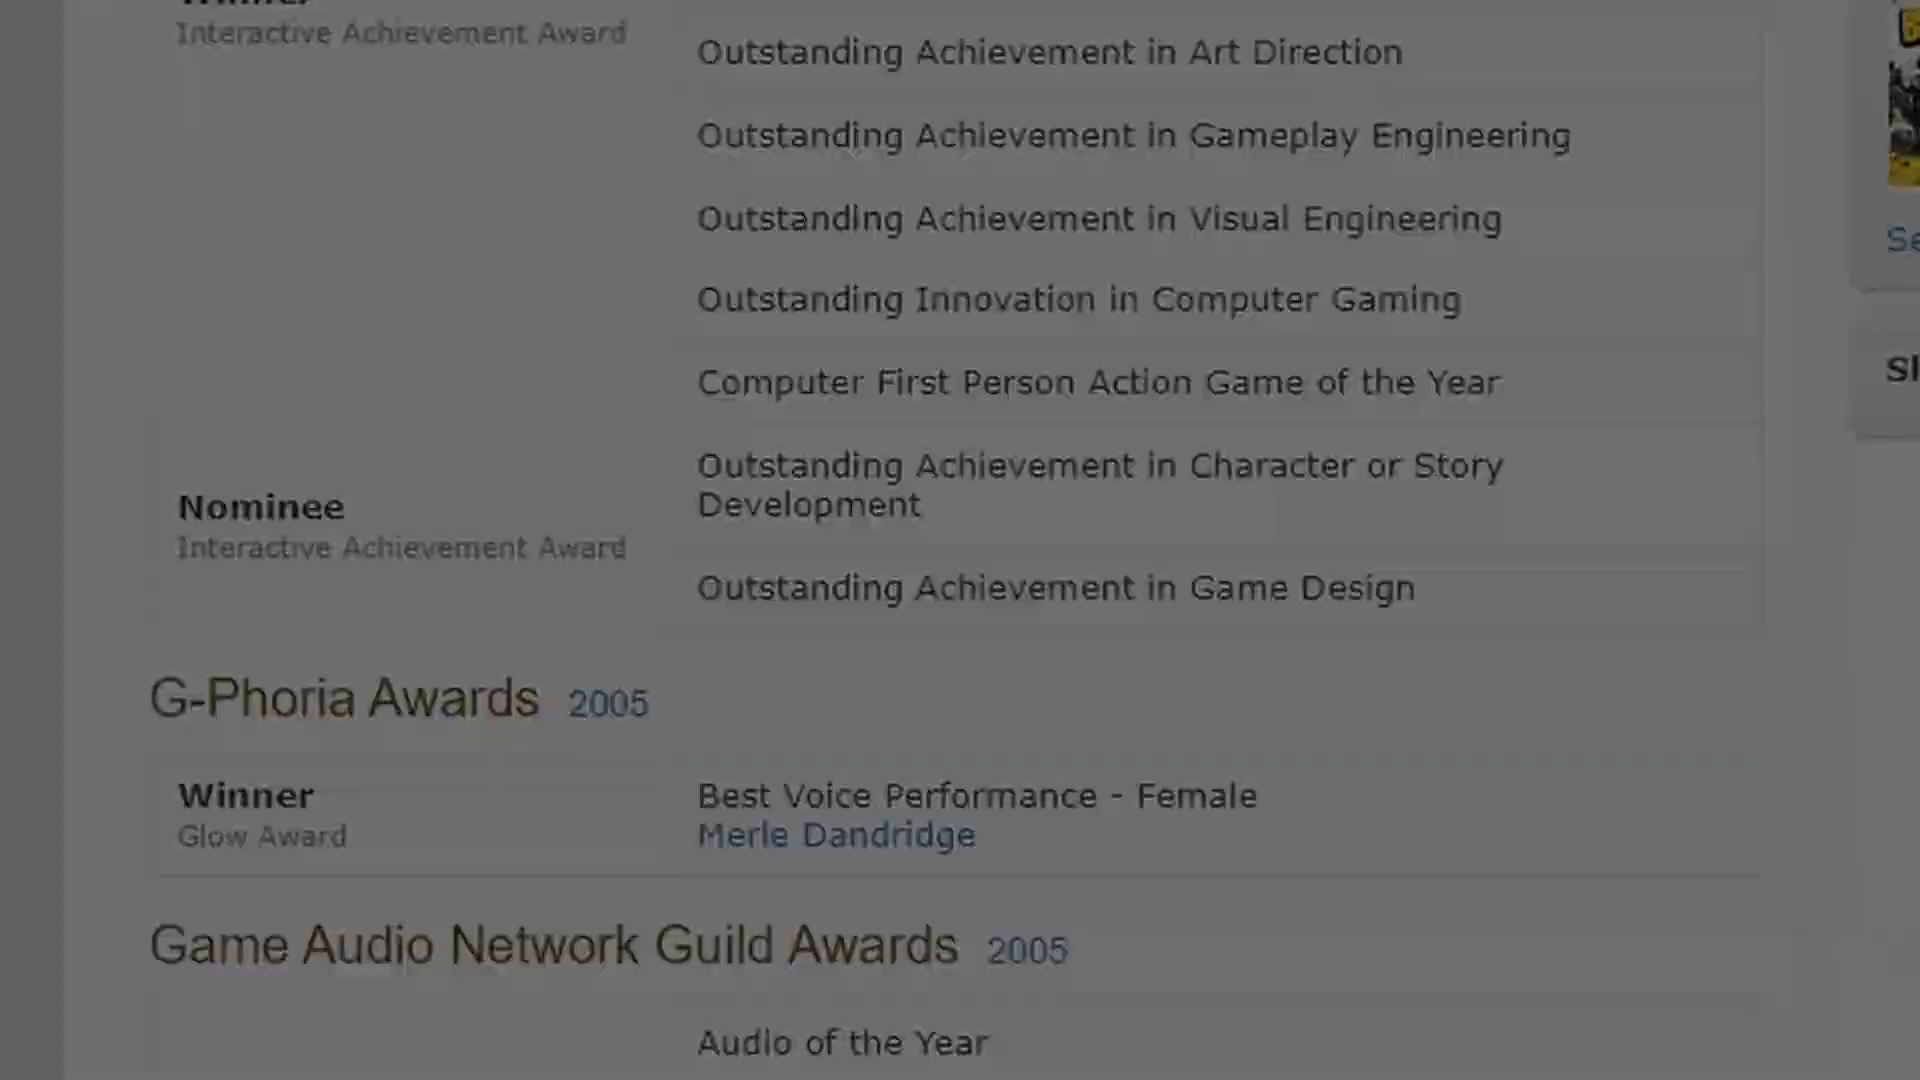 Winner
Interactive Achievement Award
Outstanding Achievement in Art Direction
Outstanding Achievement in Gameplay Engineering
Outstanding Achievement in Visual Engineering
Outstanding Innovation in Computer Gaming
Computer First Person Action Game of the Year
Nominee
Interactive Achievement Award
Outstanding Achievement in Character or Story
Development
Outstanding Achievement in Game Design
G-Phoria Awards 2005
Winner
Glow Award
Best Voice Performance - Female
Merle Dandridge
Game Audio Network Guild Awards 2005
Audio of the Year
Se
Sl